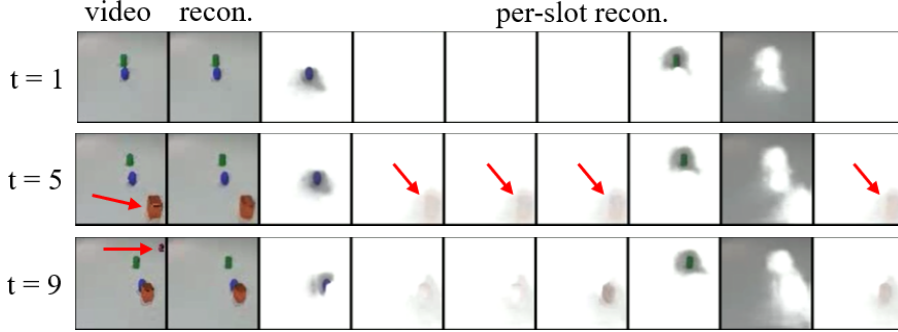 video recon. per-slot recon.
t = 1
t = 5
t = 9